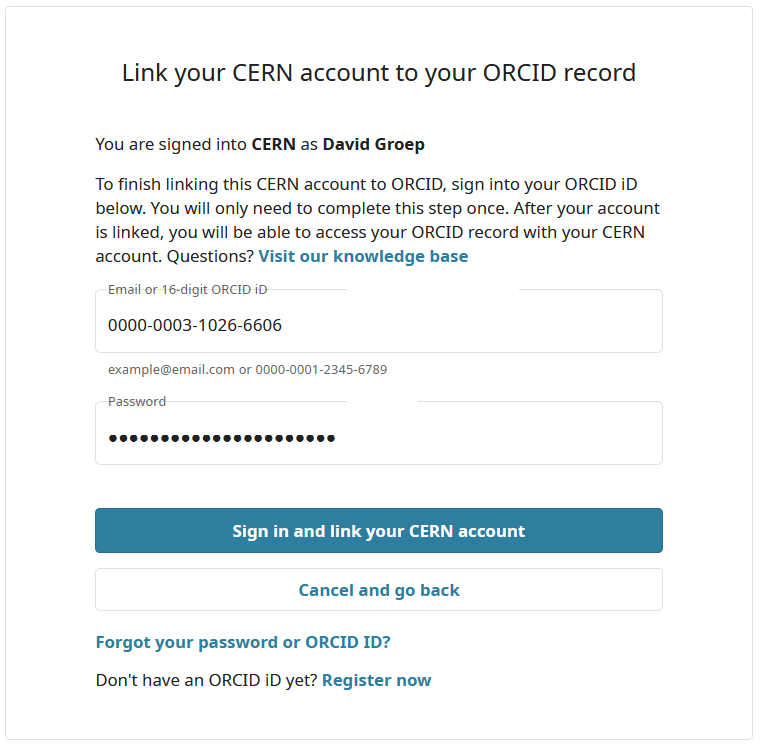 Link your CERN account to your ORCID record
You are signed into CERN as David Groep
To finish linking this CERN account to ORCID, sign into your ORCID iD
below. You will only need to complete this step once. After your account
is linked, you will be able to access your ORCID record with your CERN
account. Questions? Visit our knowledge base
Email or 16-digit ORCID iD
0000-0003-1026-6606
example@email.com or 0000-0001-2345-6789
Password
●●●●●●●●●●●●●●●●●●●●●●
Sign in and link your CERN account
Cancel and go back
Forgot your password or ORCID ID?
Don't have an ORCID iD yet? Register now